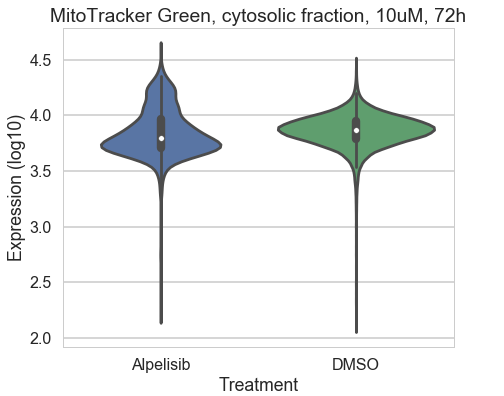 MitoTracker Green, cytosolic fraction, 10uM, 72h
4.5
4.0
3.5
3.0
2.5
2.0
Expression (log10)
Alpelisib
DMSO
Treatment